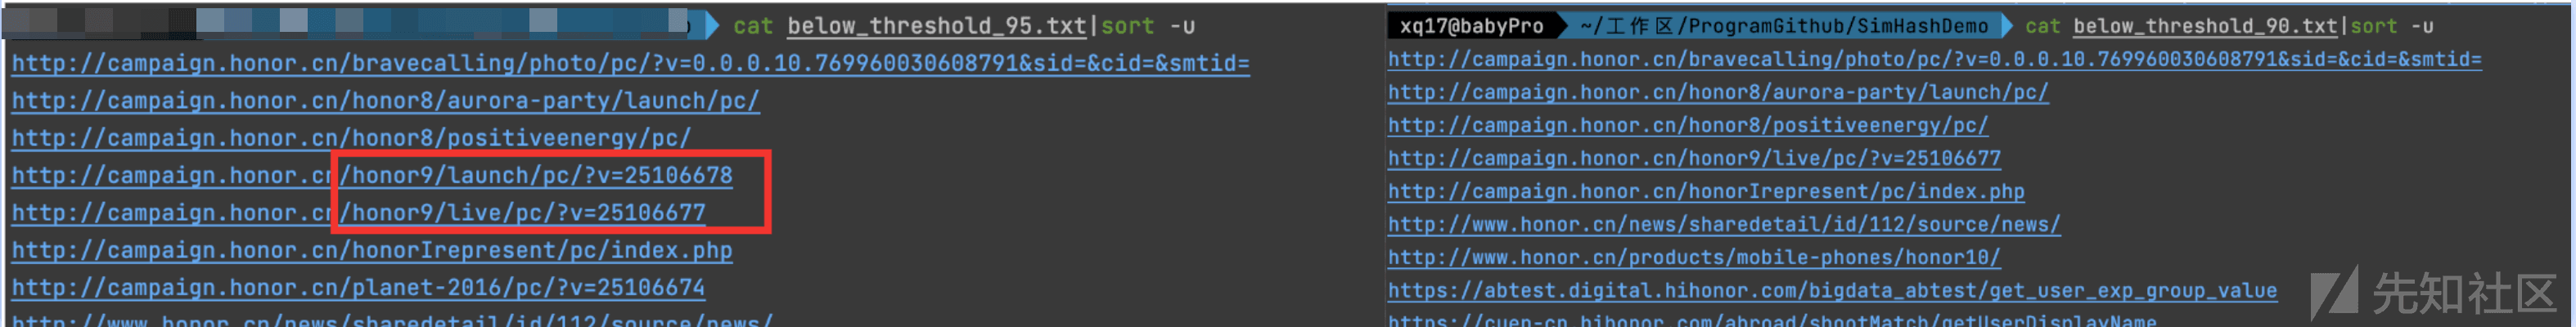 cat below_threshold_95.txt|sort -u
http://campaign.honor.cn/bravecalling/photo/pc/?v=0.0.0.10.769960030608791&sid=&cid=&smtid=
http://campaign.honor.cn/honor8/aurora-party/launch/pc/
http://campaign.honor.cn/honor8/positiveenergy/pc/
http://campaign.honor.cn/honor9/launch/pc/?v=25106678
http://campaign.honor.cn/honor9/live/pc/?v=25106677
http://campaign.honor.cn/honorIrepresent/pc/index.php
http://campaign.honor.cn/planet-2016/pc/?v=25106674
http://www.honor.cn/news/sharedetail/id/112/source/news/
xq17@babyPro ~/工作区/ProgramGithub/SimHashDemo cat below_threshold_90.txt|sort -u
http://campaign.honor.cn/bravecalling/photo/pc/?v=0.0.0.10.769960030608791&sid=&cid=&smtid=
http://campaign.honor.cn/honor8/aurora-party/launch/pc/
http://campaign.honor.cn/honor8/positiveenergy/pc/
http://campaign.honor.cn/honor9/live/pc/?v=25106677
http://campaign.honor.cn/honorIrepresent/pc/index.php
http://www.honor.cn/news/sharedetail/id/112/source/news/
http://www.honor.cn/products/mobile-phones/honor10/
https://abtest.digital.hihonor.com/bigdata_abtest/get_user_exp_group_value
https://cuen-cn.hihonor.com/abroad/shootMatch/getUserDisplayName
先知社区